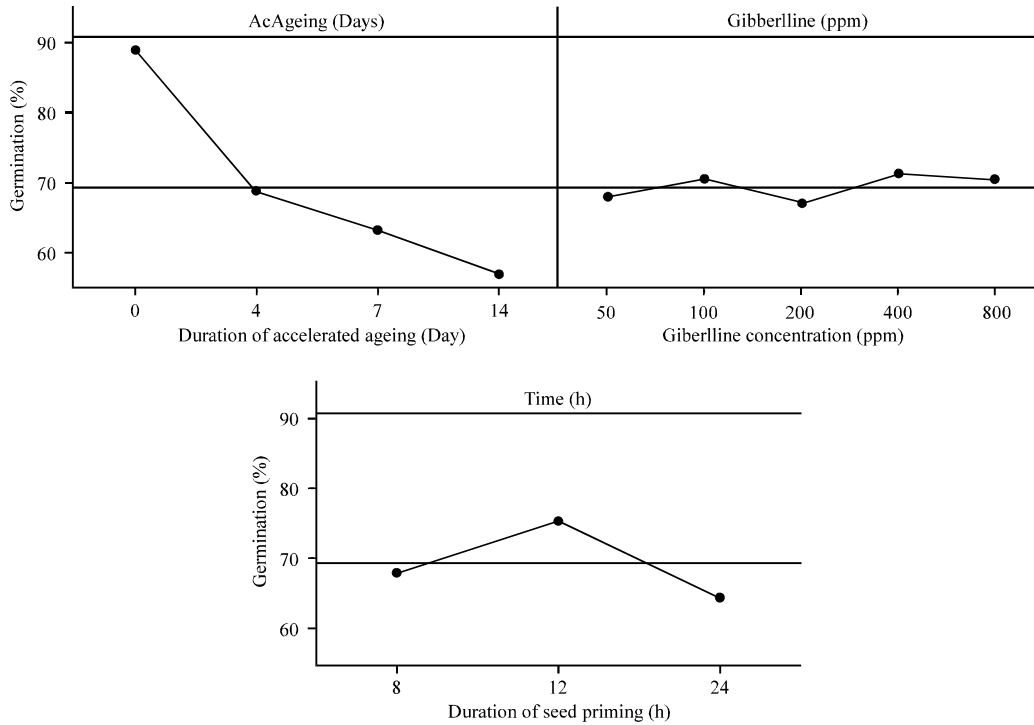 AcAgeing (Days)
Gibberlline (ppm)
Germination (%)
90
80
70
60
0 4 7 14
Duration of accelerated ageing (Day)
50 100 200 400 800
Giberlline concentration (ppm)
Time (h)
Germination (%)
90
80
70
60
8 12 24
Duration of seed priming (h)